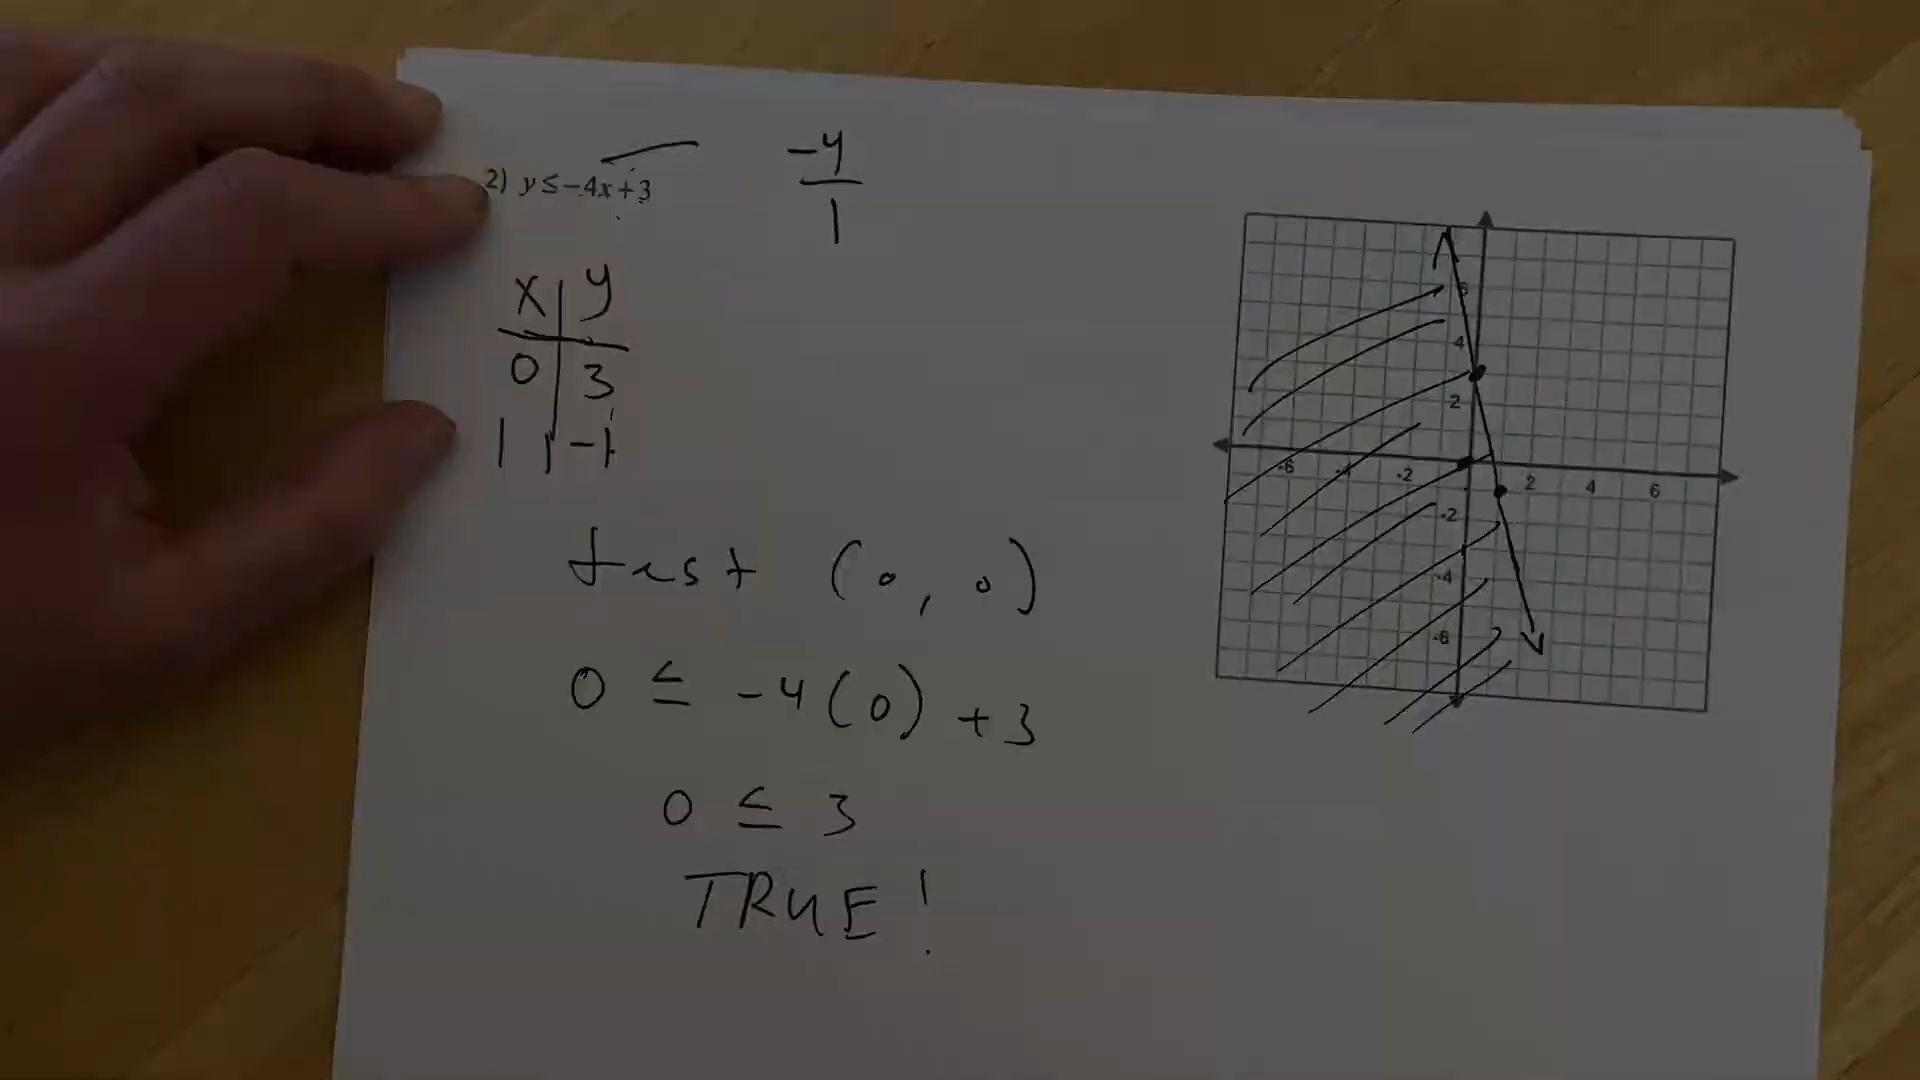 2) y≤−4x+3
-4
1
x | y
0 | 3
1 | -1
test (0, 0)
0 ≤ -4(0) +3
0 ≤ 3
TRUE!
6
4
2
-6 -4 -2 2 4 6
-2
-4
-6